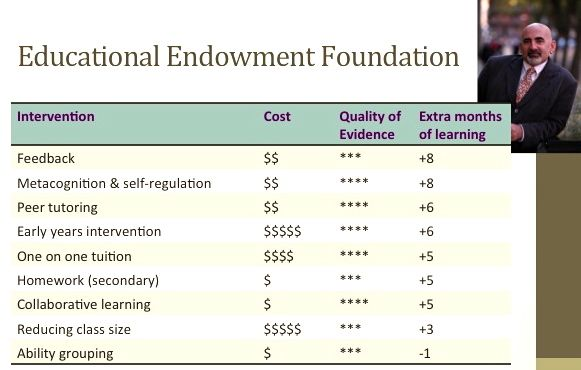 Educational Endowment Foundation
Intervention Cost Quality of Evidence Extra months of learning
Feedback $$ *** +8
Metacognition & self-regulation $$ **** +8
Peer tutoring $$ **** +6
Early years intervention $$$$$ **** +6
One on one tuition $$$$ **** +5
Homework (secondary) $ *** +5
Collaborative learning $ **** +5
Reducing class size $$$$$ *** +3
Ability grouping $ *** -1